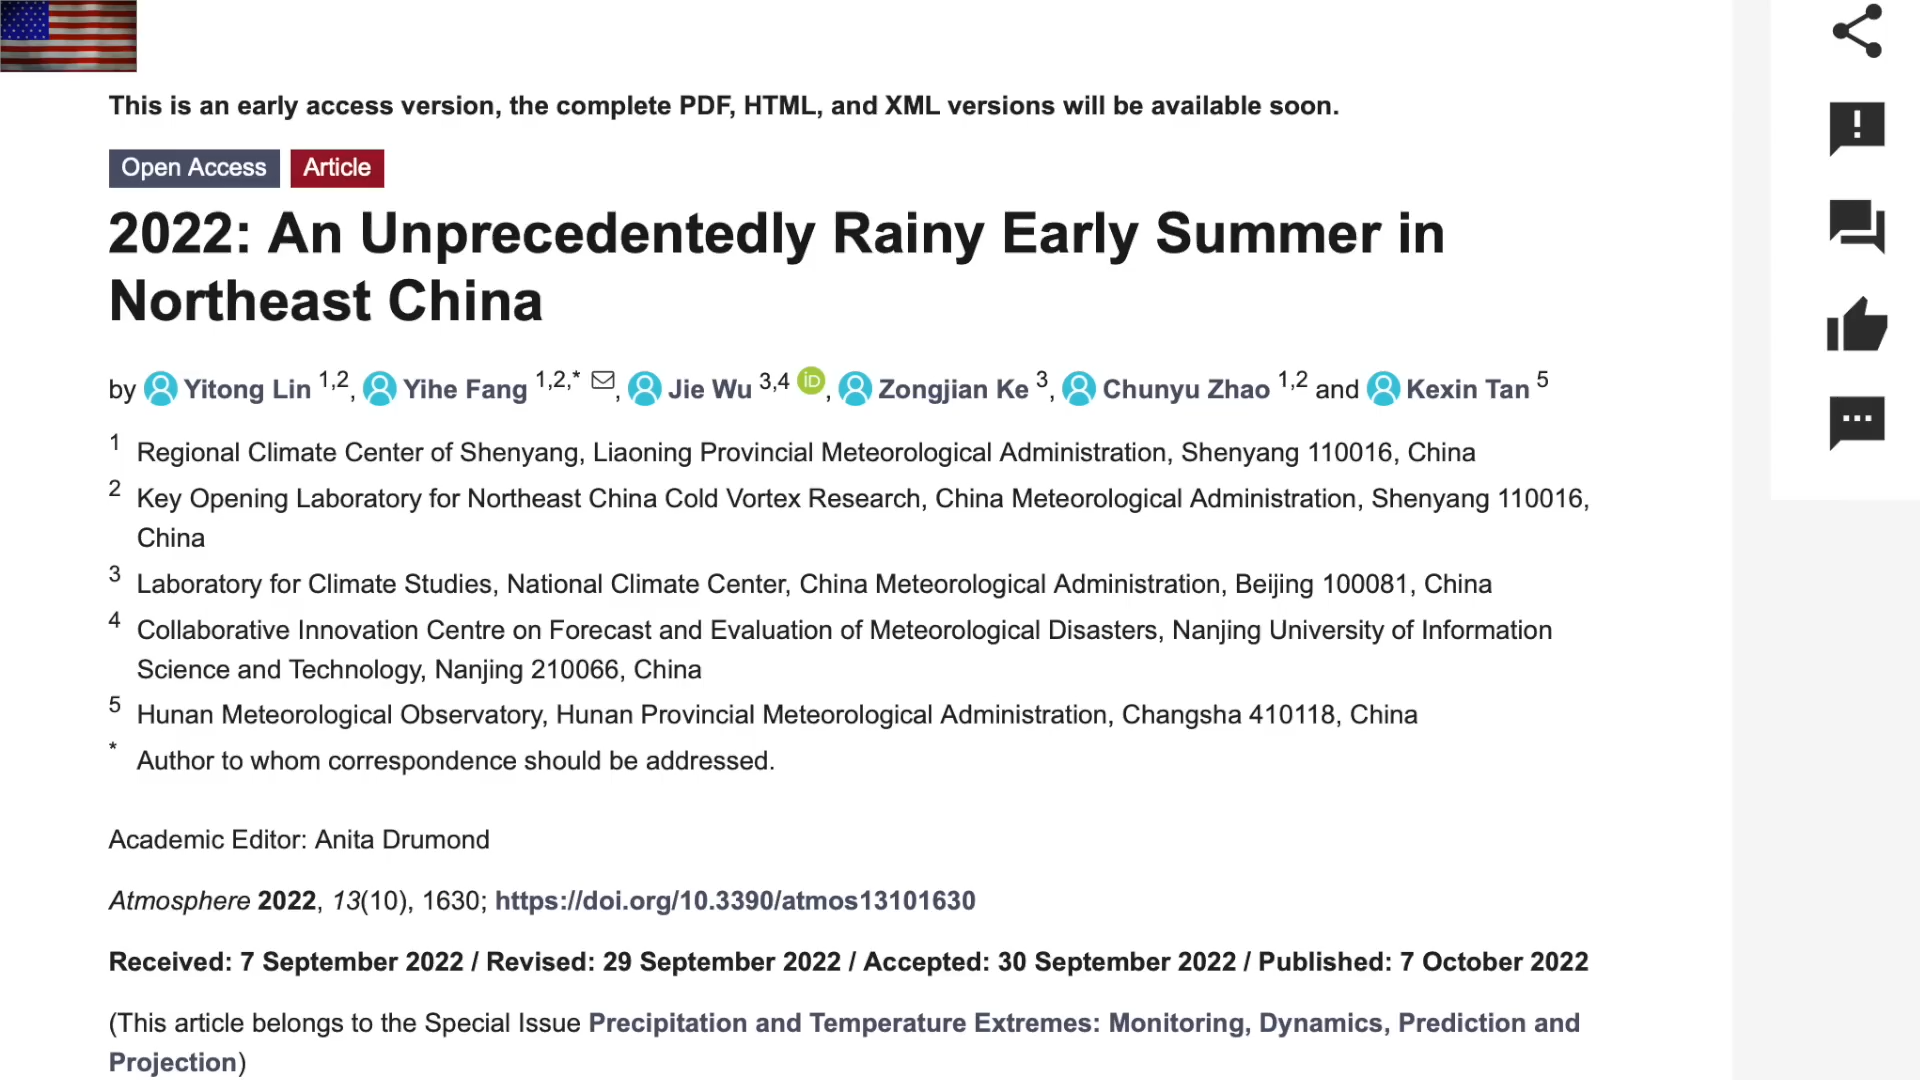 This is an early access version, the complete PDF, HTML, and XML versions will be available soon.
Open Access Article
2022: An Unprecedentedly Rainy Early Summer in
Northeast China
by Yitong Lin 1,2, Yihe Fang 1,2,* , Jie Wu 3,4 iD, Zongjian Ke 3, Chunyu Zhao 1,2 and Kexin Tan 5
1 Regional Climate Center of Shenyang, Liaoning Provincial Meteorological Administration, Shenyang 110016, China
2 Key Opening Laboratory for Northeast China Cold Vortex Research, China Meteorological Administration, Shenyang 110016,
China
3 Laboratory for Climate Studies, National Climate Center, China Meteorological Administration, Beijing 100081, China
4 Collaborative Innovation Centre on Forecast and Evaluation of Meteorological Disasters, Nanjing University of Information
Science and Technology, Nanjing 210066, China
5 Hunan Meteorological Observatory, Hunan Provincial Meteorological Administration, Changsha 410118, China
* Author to whom correspondence should be addressed.
Academic Editor: Anita Drumond
Atmosphere 2022, 13(10), 1630; https://doi.org/10.3390/atmos13101630
Received: 7 September 2022 / Revised: 29 September 2022 / Accepted: 30 September 2022 / Published: 7 October 2022
(This article belongs to the Special Issue Precipitation and Temperature Extremes: Monitoring, Dynamics, Prediction and
Projection)